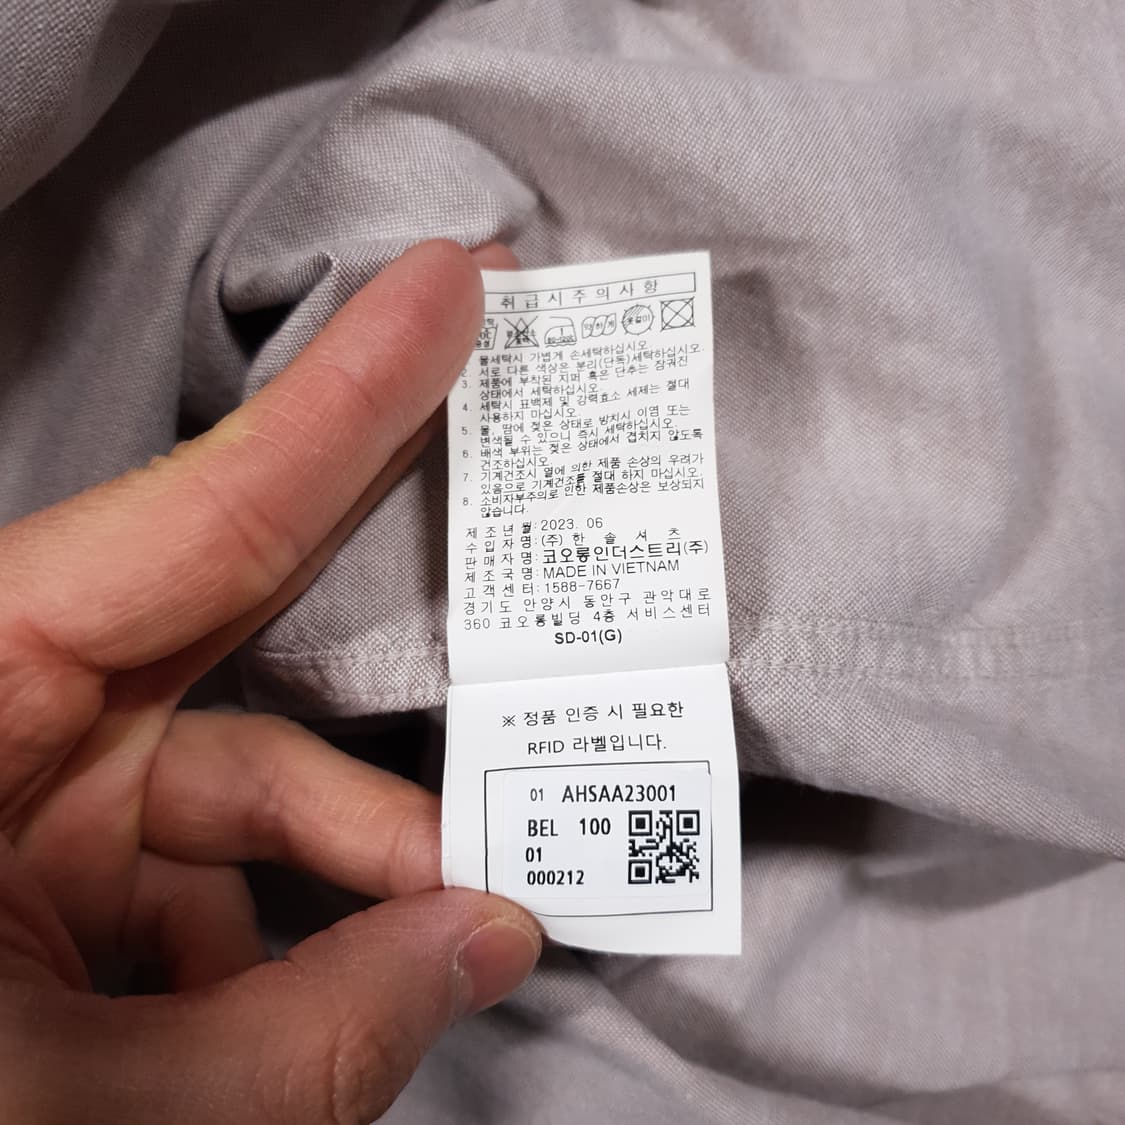 취급시주의사항
약하게
옷걸이
물세탁시 가볍게 손세탁하십시오.
2. 서로 다른 색상은 분리(단독)세탁하십시오.
3. 제품에 부착된 지퍼 혹은 단추는 잠궈진
상태에서 세탁하십시오.
4. 세탁시 표백제 및 강력효소 세제는 절대
사용하지 마십시오.
5. 물, 땀에 젖은 상태로 방치시 이염 또는
변색될 수 있으니 즉시 세탁하십시오.
6. 배색 부위는 젖은 상태에서 겹치지 않도록
건조하십시오.
7. 기계건조시 열에 의한 제품 손상의 우려가
있음으로 기계건조를 절대 하지 마십시오.
8. 소비자부주의로 인한 제품손상은 보상되지
않습니다.
제조년월:2023. 06
수입자명:(주)한솔셔츠
판매자명:코오롱인더스트리(주)
제조국명:MADE IN VIETNAM
고객센터:1588-7667
경기도 안양시 동안구 관악대로
360 코오롱빌딩 4층 서비스센터
SD-01(G)
※ 정품 인증 시 필요한
RFID 라벨입니다.
01 AHSAA23001
BEL 100
01
000212